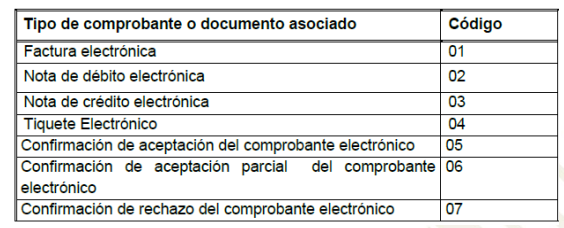 Tipo de comprobante o documento asociado Código
Factura electrónica 01
Nota de débito electrónica 02
Nota de crédito electrónica 03
Tiquete Electrónico 04
Confirmación de aceptación del comprobante electrónico 05
Confirmación de aceptación parcial del comprobante 06
electrónico
Confirmación de rechazo del comprobante electrónico 07